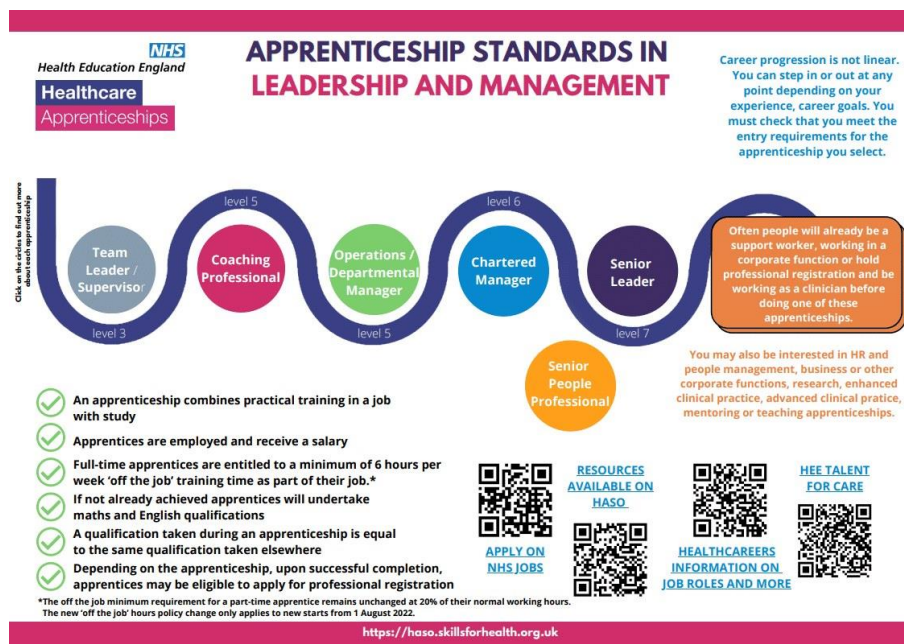 NHS
Health Education England
Healthcare
Apprenticeships
APPRENTICESHIP STANDARDS IN
LEADERSHIP AND MANAGEMENT
Career progression is not linear.
You can step in or out at any
point depending on your
experience, career goals. You
must check that you meet the
entry requirements for the
apprenticeship you select.
Click on the circles to find out more
about each apprenticeship
Team
Leader /
Supervisor
level 3
level 5
Coaching
Professional
Operations /
Departmental
Manager
level 5
level 6
Chartered
Manager
Senior
Leader
level 7
Senior
People
Professional
Often people will already be a
support worker, working in a
corporate function or hold
professional registration and be
working as a clinician before
doing one of these
apprenticeships.
You may also be interested in HR and
people management, business or other
corporate functions, research, enhanced
clinical practice, advanced clinical pratice,
mentoring or teaching apprenticeships.
An apprenticeship combines practical training in a job
with study
Apprentices are employed and receive a salary
Full-time apprentices are entitled to a minimum of 6 hours per
week ‘off the job’ training time as part of their job.*
If not already achieved apprentices will undertake
maths and English qualifications
A qualification taken during an apprenticeship is equal
to the same qualification taken elsewhere
Depending on the apprenticeship, upon successful completion,
apprentices may be eligible to apply for professional registration
*The off the job minimum requirement for a part-time apprentice remains unchanged at 20% of their normal working hours.
The new ‘off the job’ hours policy change only applies to new starts from 1 August 2022.
APPLY ON
NHS JOBS
RESOURCES
AVAILABLE ON
HASO
HEALTHCAREERS
INFORMATION ON
JOB ROLES AND MORE
HEE TALENT
FOR CARE
https://haso.skillsforhealth.org.uk